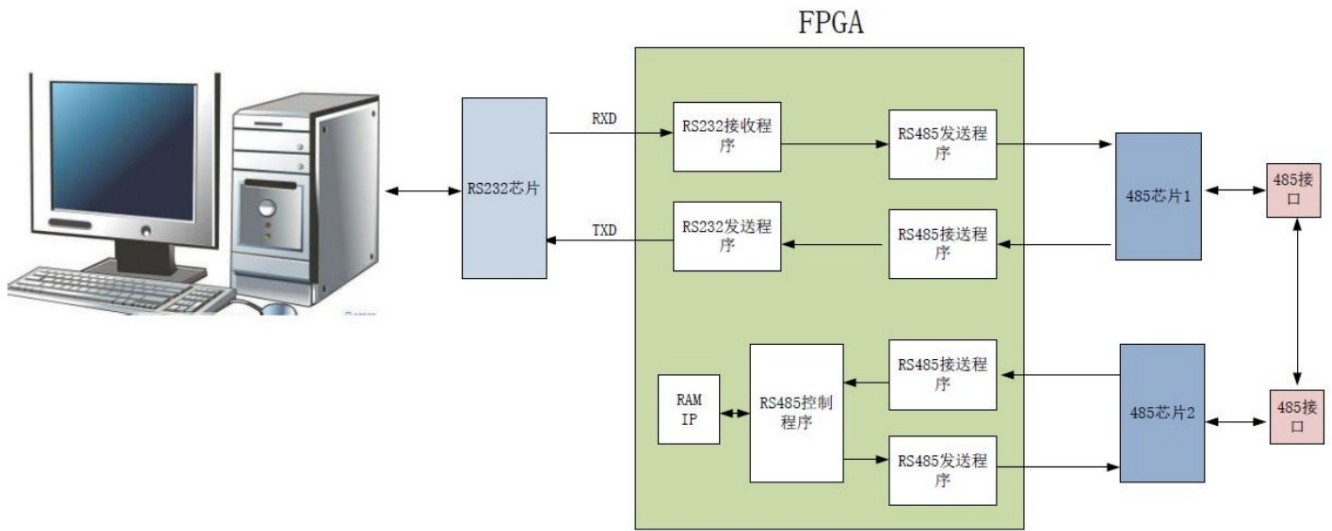 FPGA
RXD
RS232接收程
序
RS485发送程
序
RS232芯片
485芯片1
485接
口
TXD
RS232发送程
序
RS485接送程
序
RAM
IP
RS485控制
程序
RS485接送程
序
485芯片2
485接
口
RS485发送程
序